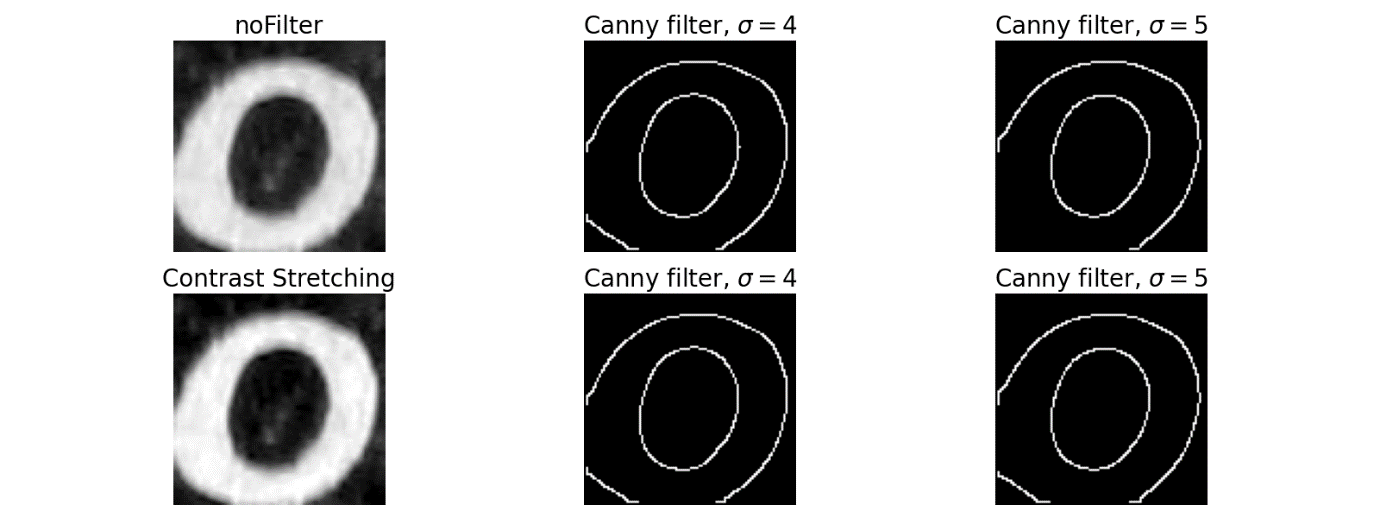 noFilter
Canny filter, σ = 4
Canny filter, σ = 5
Contrast Stretching
Canny filter, σ = 4
Canny filter, σ = 5